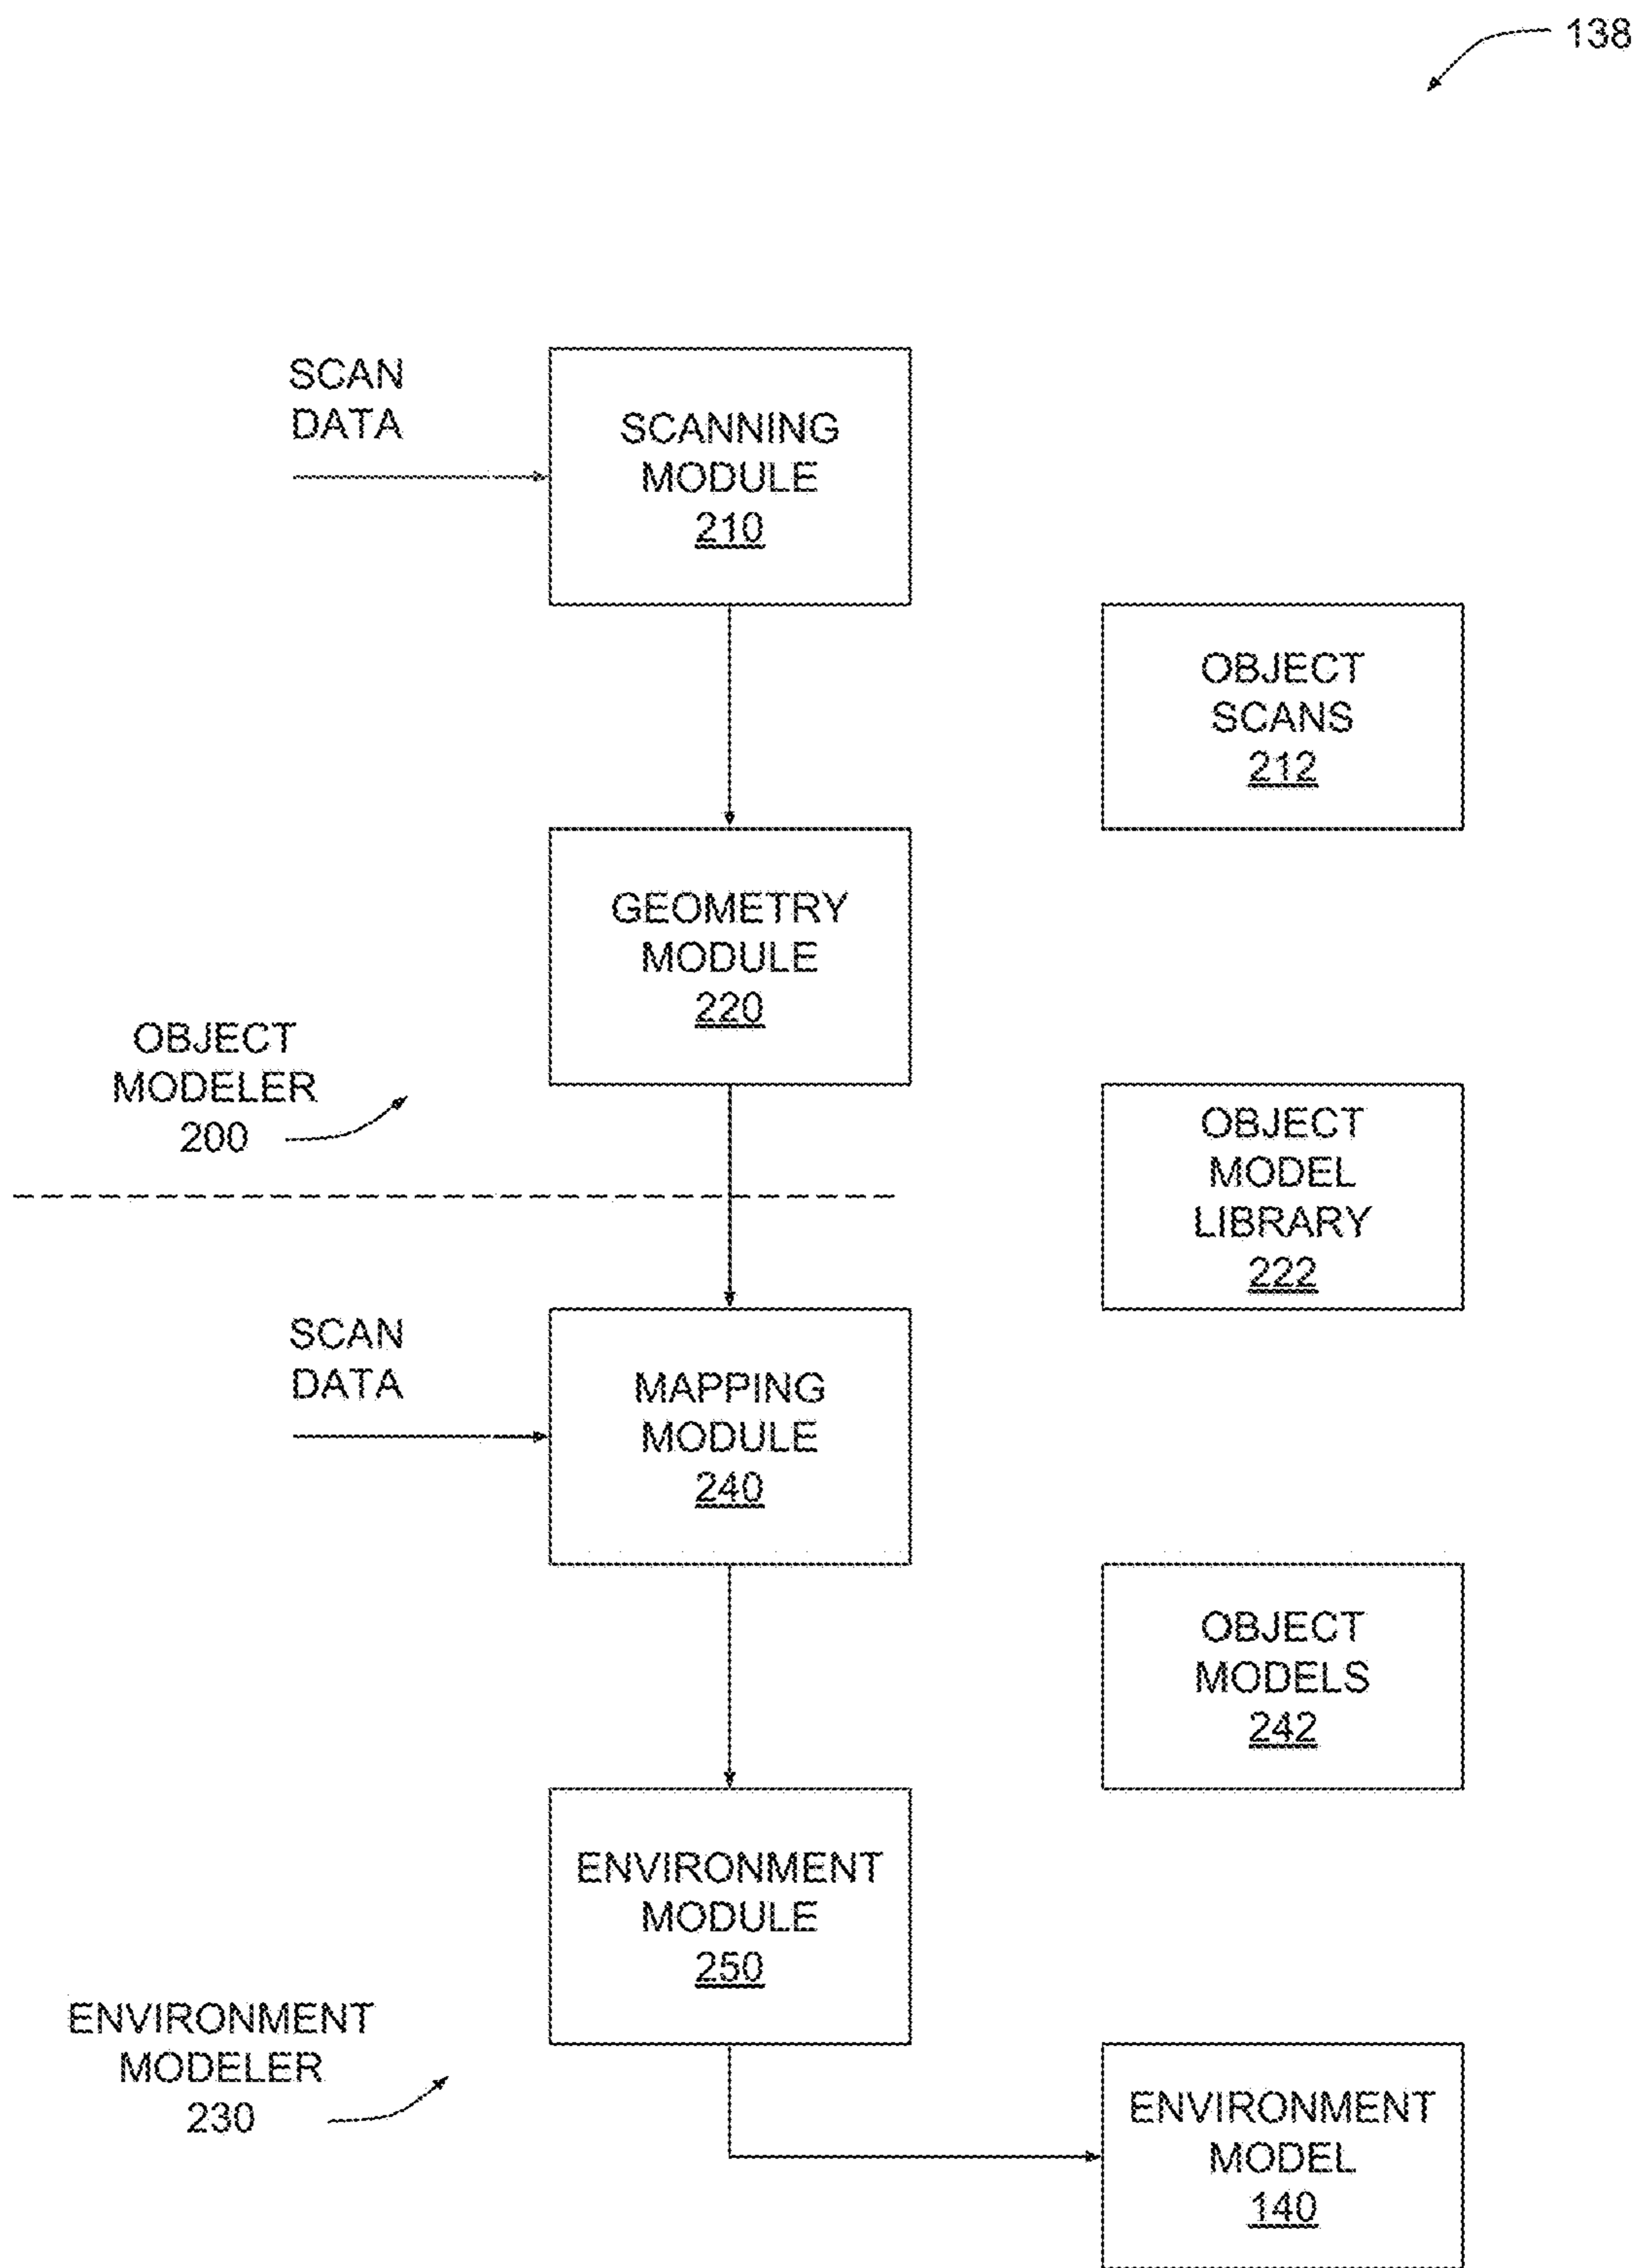 138
SCAN
DATA
SCANNING
MODULE
210
OBJECT
SCANS
212
GEOMETRY
MODULE
220
OBJECT
MODELER
200
OBJECT
MODEL
LIBRARY
222
SCAN
DATA
MAPPING
MODULE
240
OBJECT
MODELS
242
ENVIRONMENT
MODULE
250
ENVIRONMENT
MODELER
230
ENVIRONMENT
MODEL
140